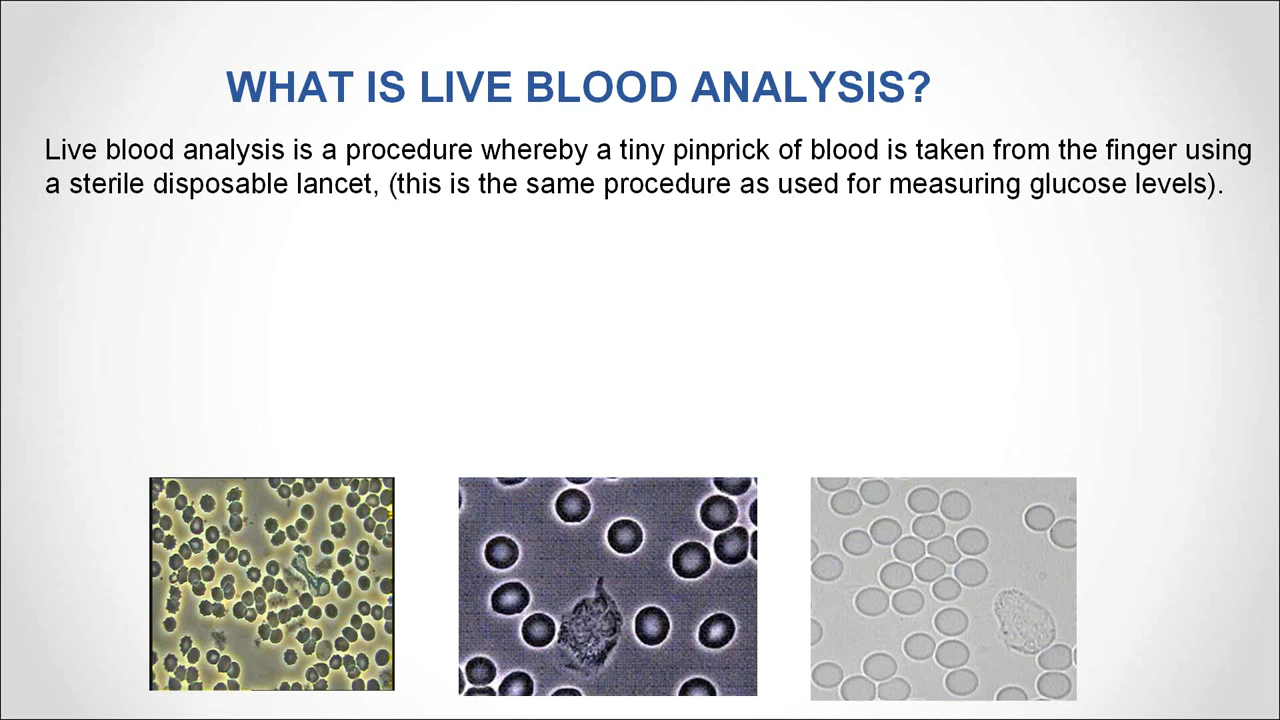 WHAT IS LIVE BLOOD ANALYSIS?
Live blood analysis is a procedure whereby a tiny pinprick of blood is taken from the finger using
a sterile disposable lancet, (this is the same procedure as used for measuring glucose levels).